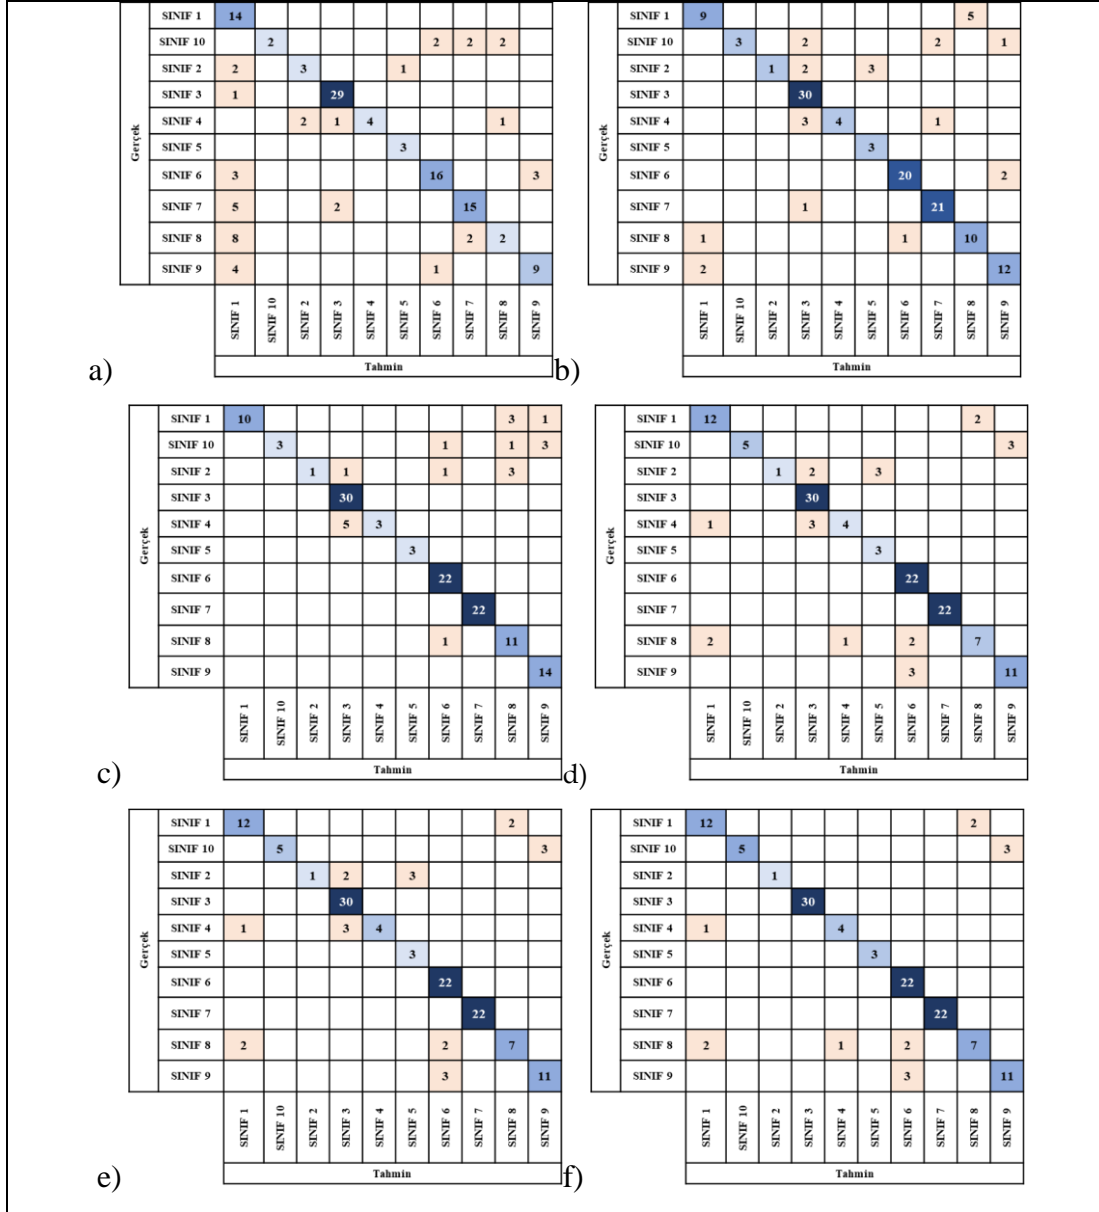 SINIF 1 14
SINIF 10 2 2 2 2
SINIF 2 2 3 1
SINIF 3 1 29
SINIF 4 2 1 4 1
SINIF 5 3
SINIF 6 3 16 3
SINIF 7 5 2 15
SINIF 8 8 2 2
SINIF 9 4 1 9
Gerçek
SINIF 1 SINIF 10 SINIF 2 SINIF 3 SINIF 4 SINIF 5 SINIF 6 SINIF 7 SINIF 8 SINIF 9
Tahmin
a)
SINIF 1 9 5
SINIF 10 3 2 2 1
SINIF 2 1 2 3
SINIF 3 30
SINIF 4 3 4 1
SINIF 5 3
SINIF 6 20 2
SINIF 7 1 21
SINIF 8 1 1 10
SINIF 9 2 12
Gerçek
SINIF 1 SINIF 10 SINIF 2 SINIF 3 SINIF 4 SINIF 5 SINIF 6 SINIF 7 SINIF 8 SINIF 9
Tahmin
b)
SINIF 1 10 3 1
SINIF 10 3 1 1 3
SINIF 2 1 1 1 3
SINIF 3 30
SINIF 4 5 3
SINIF 5 3
SINIF 6 22
SINIF 7 22
SINIF 8 1 11
SINIF 9 14
Gerçek
SINIF 1 SINIF 10 SINIF 2 SINIF 3 SINIF 4 SINIF 5 SINIF 6 SINIF 7 SINIF 8 SINIF 9
Tahmin
c)
SINIF 1 12 2
SINIF 10 5 3
SINIF 2 1 2 3
SINIF 3 30
SINIF 4 1 3 4
SINIF 5 3
SINIF 6 22
SINIF 7 22
SINIF 8 2 1 2 7
SINIF 9 3 11
Gerçek
SINIF 1 SINIF 10 SINIF 2 SINIF 3 SINIF 4 SINIF 5 SINIF 6 SINIF 7 SINIF 8 SINIF 9
Tahmin
d)
SINIF 1 12 2
SINIF 10 5 3
SINIF 2 1 2 3
SINIF 3 30
SINIF 4 1 3 4
SINIF 5 3
SINIF 6 22
SINIF 7 22
SINIF 8 2 2 7
SINIF 9 3 11
Gerçek
SINIF 1 SINIF 10 SINIF 2 SINIF 3 SINIF 4 SINIF 5 SINIF 6 SINIF 7 SINIF 8 SINIF 9
Tahmin
e)
SINIF 1 12 2
SINIF 10 5 3
SINIF 2 1
SINIF 3 30
SINIF 4 1 4
SINIF 5 3
SINIF 6 22
SINIF 7 22
SINIF 8 2 1 2 7
SINIF 9 3 11
Gerçek
SINIF 1 SINIF 10 SINIF 2 SINIF 3 SINIF 4 SINIF 5 SINIF 6 SINIF 7 SINIF 8 SINIF 9
Tahmin
f)